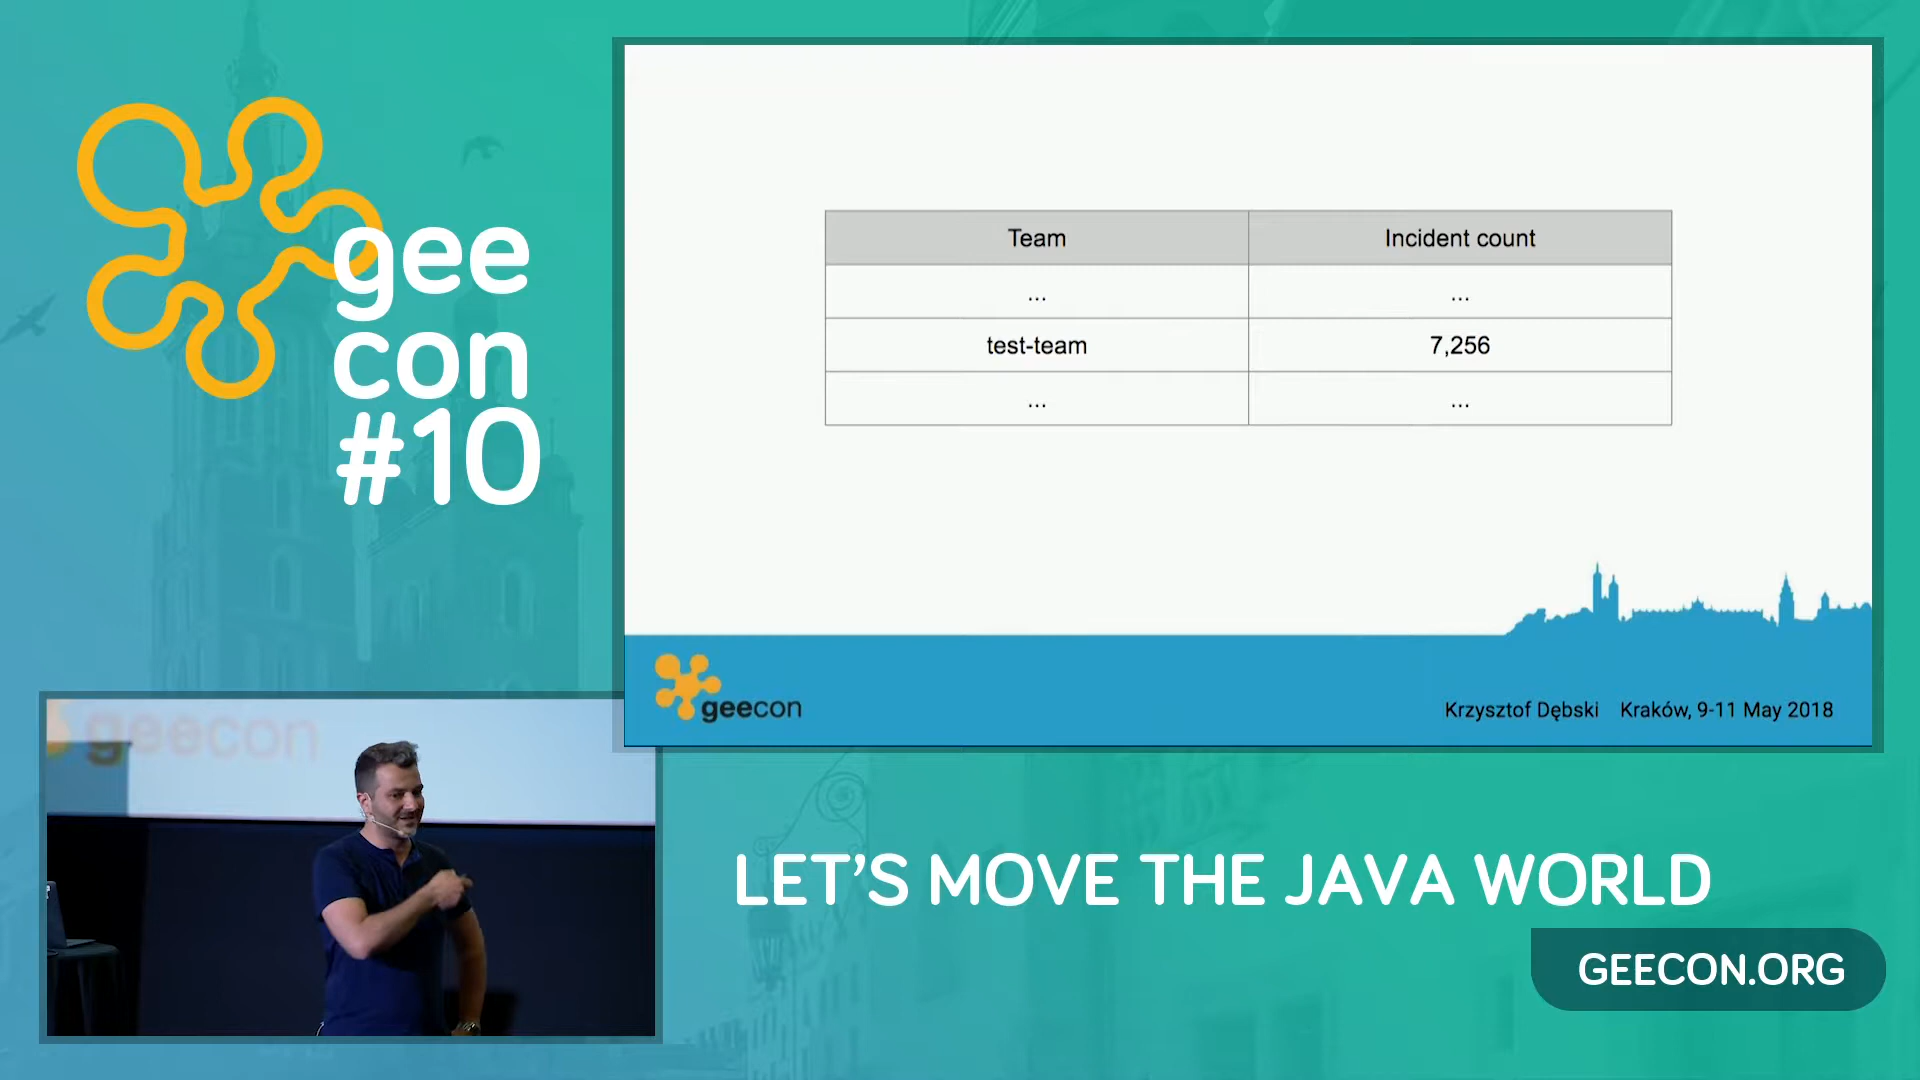 gee
con
#10
Team Incident count
... ...
test-team 7,256
... ...
geecon
Krzysztof Dębski Kraków, 9-11 May 2018
geecon
LET'S MOVE THE JAVA WORLD
GEECON.ORG